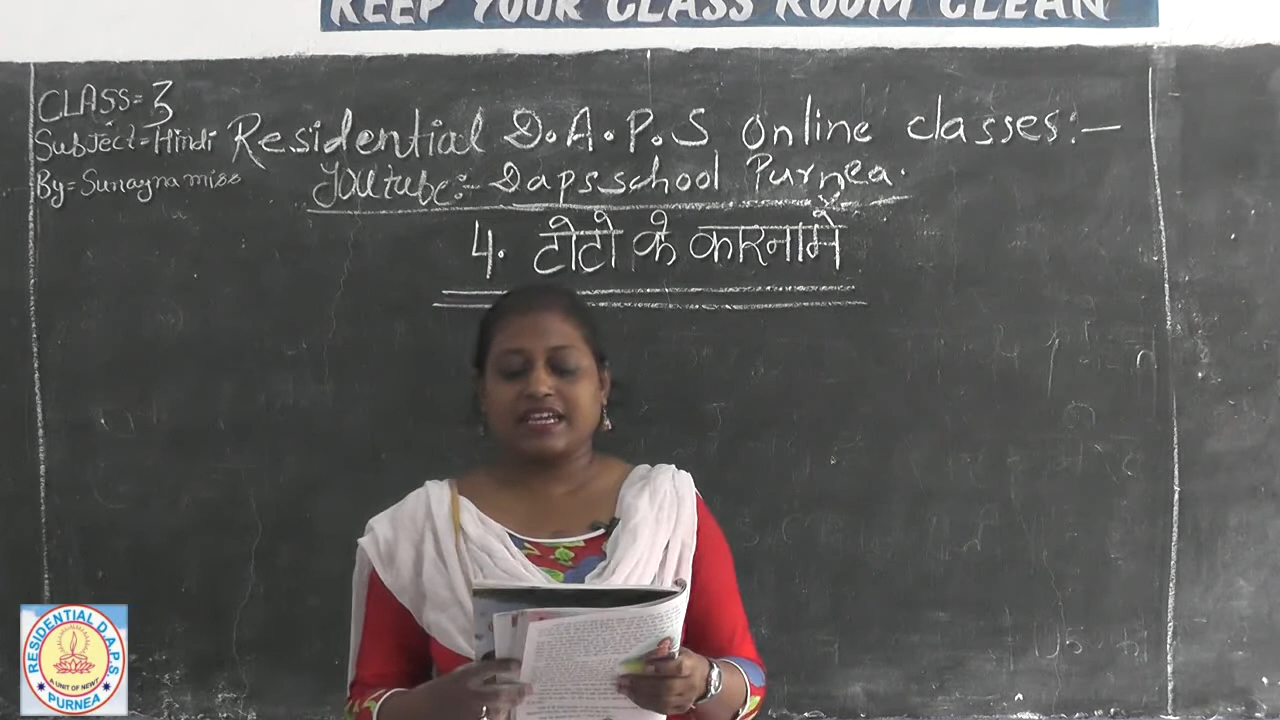 KEEP YOUR CLASS ROOM CLEAN
CLASS = 3
Subject = Hindi
By = Sunayna miss
Residential D.A.P.S online classes:-
Youtube:- Dapsschool Purnea.
4. टोटो के कारनामे
RESIDENTIAL D.A.P.S.
PURNEA